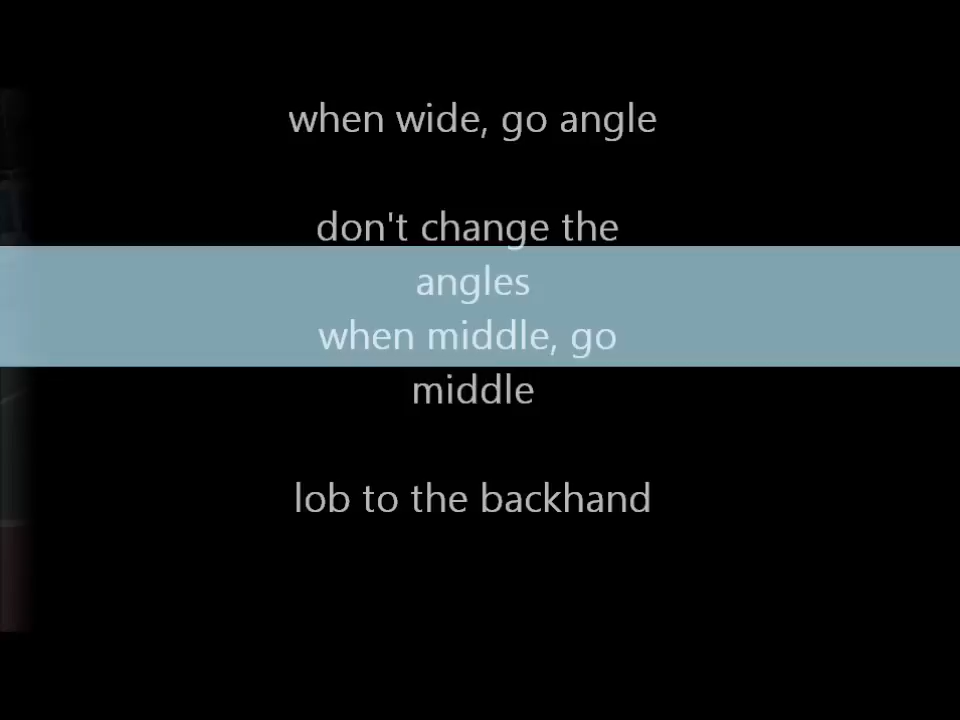 when wide, go angle
don't change the
angles
when middle, go
middle
lob to the backhand